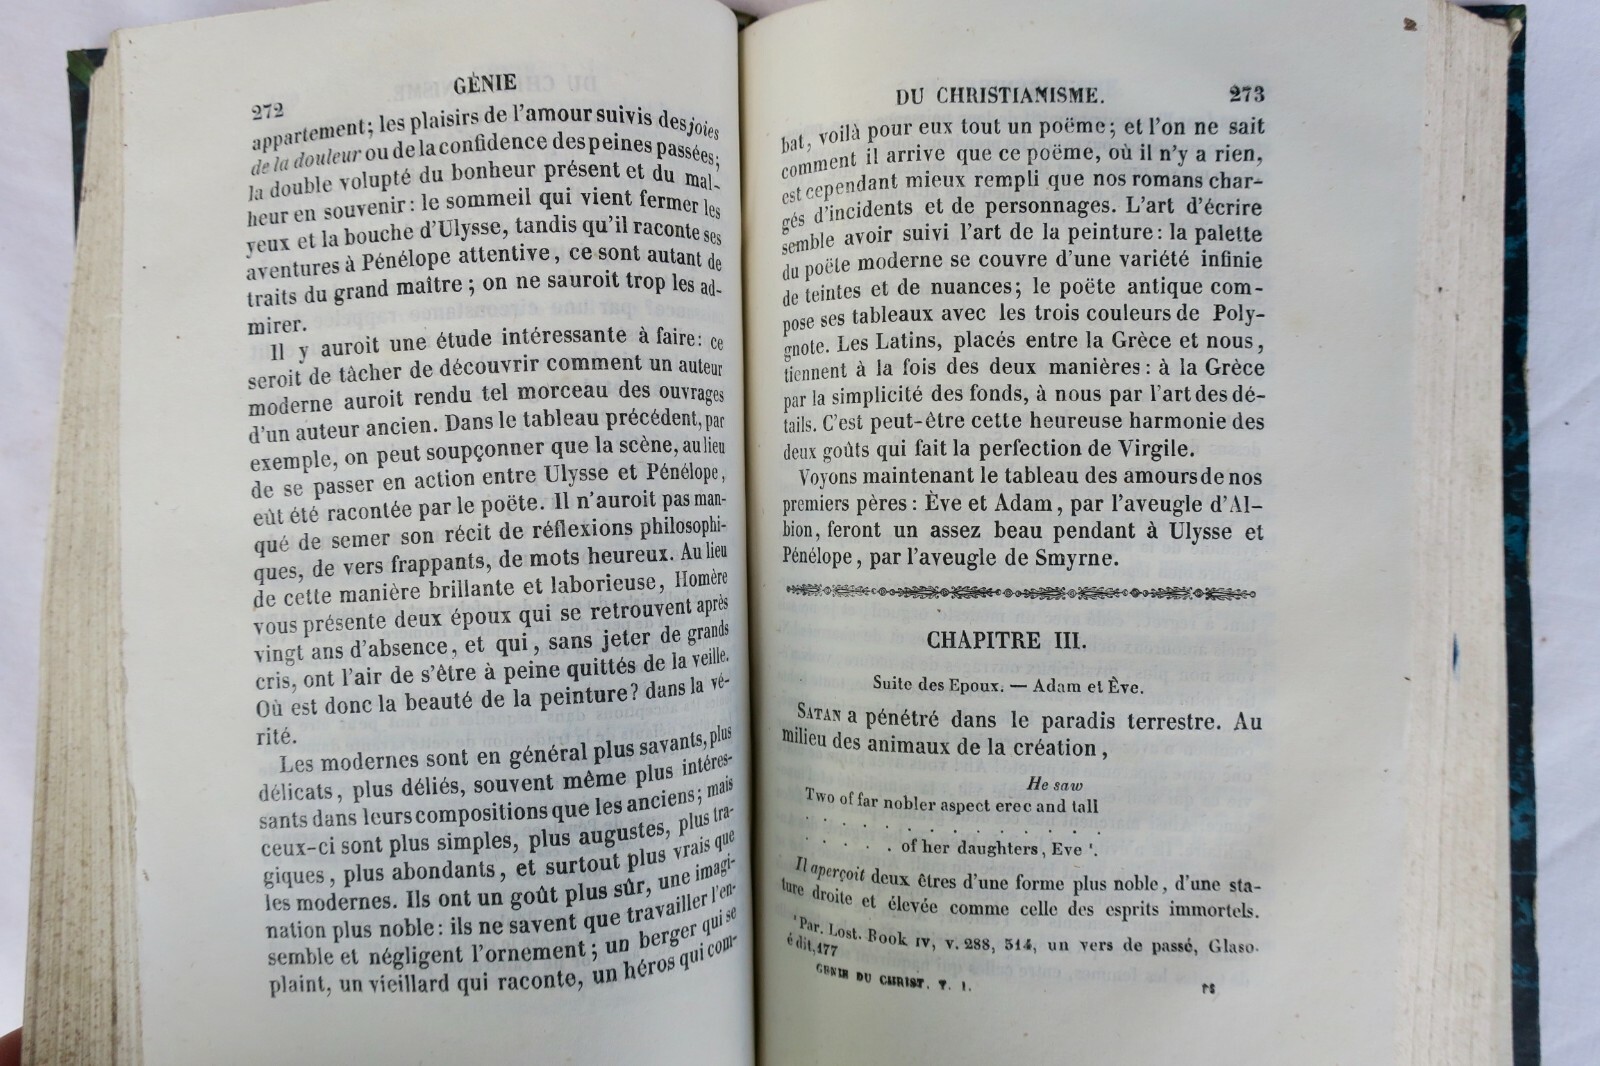 272
GÉNIE
appartement; les plaisirs de l'amour suivis des joies
de la douleur ou de la confidence des peines passées;
la double volupté du bonheur présent et du mal-
heur en souvenir : le sommeil qui vient fermer les
yeux et la bouche d'Ulysse, tandis qu'il raconte ses
aventures à Pénélope attentive, ce sont autant de
traits du grand maître ; on ne sauroit trop les ad-
mirer.
Il y auroit une étude intéressante à faire: ce
seroit de tâcher de découvrir comment un auteur
moderne auroit rendu tel morceau des ouvrages
d'un auteur ancien. Dans le tableau précédent, par
exemple, on peut soupçonner que la scène, au lieu
de se passer en action entre Ulysse et Pénélope,
eût été racontée par le poëte. Il n'auroit pas man-
qué de semer son récit de réflexions philosophi-
ques, de vers frappants, de mots heureux. Au lieu
de cette manière brillante et laborieuse, Homère
vous présente deux époux qui se retrouvent après
vingt ans d'absence, et qui, sans jeter de grands
cris, ont l'air de s'être à peine quittés de la veille.
Où est donc la beauté de la peinture? dans la vé-
rité.
Les modernes sont en général plus savants, plus
délicats, plus déliés, souvent même plus intéres-
sants dans leurs compositions que les anciens; mais
ceux-ci sont plus simples, plus augustes, plus tra-
giques, plus abondants, et surtout plus vrais que
les modernes. Ils ont un goût plus sûr, une imagi-
nation plus noble : ils ne savent que travailler l'en-
semble et négligent l'ornement ; un berger qui se
plaint, un vieillard qui raconte, un héros qui com-
DU CHRISTIANISME.
273
bat, voilà pour eux tout un poëme; et l'on ne sait
comment il arrive que ce poëme, où il n'y a rien,
est cependant mieux rempli que nos romans char-
gés d'incidents et de personnages. L'art d'écrire
semble avoir suivi l'art de la peinture: la palette
du poëte moderne se couvre d'une variété infinie
de teintes et de nuances; le poëte antique com-
pose ses tableaux avec les trois couleurs de Poly-
gnote. Les Latins, placés entre la Grèce et nous,
tiennent à la fois des deux manières : à la Grèce
par la simplicité des fonds, à nous par l'art des dé-
tails. C'est peut-être cette heureuse harmonie des
deux goûts qui fait la perfection de Virgile.
Voyons maintenant le tableau des amours de nos
premiers pères : Ève et Adam, par l'aveugle d'Al-
bion, feront un assez beau pendant à Ulysse et
Pénélope, par l'aveugle de Smyrne.
CHAPITRE III.
Suite des Epoux. — Adam et Ève.
SATAN a pénétré dans le paradis terrestre. Au
milieu des animaux de la création,
He saw
Two of far nobler aspect erec and tall
. . . . . . . . . . . . . .
. . . . . of her daughters, Eve '.
Il aperçoit deux êtres d'une forme plus noble, d'une sta-
ture droite et élevée comme celle des esprits immortels.
' Par. Lost. Book IV, v. 288, 314, un vers de passé, Glaso.
édit,177
GENIE DU CHRIST. T. I.